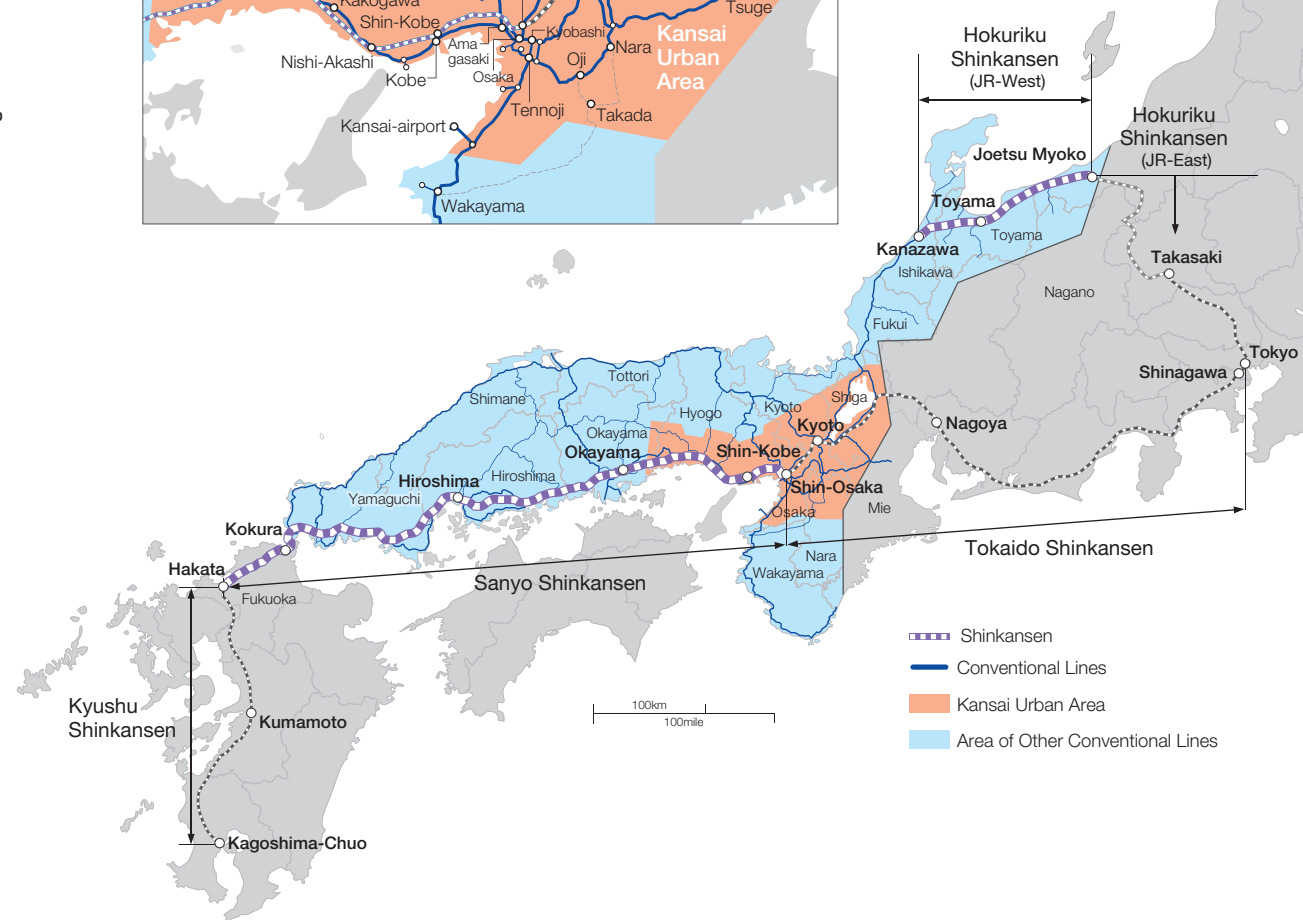 Kakogawa
Shin-Kobe
Tsuge
Nishi-Akashi
Kobe
Ama
gasaki
Osaka
Kyobashi
Oji
Nara
Kansai
Urban
Area
Tennoji
Takada
Kansai-airport
Wakayama
Hokuriku
Shinkansen
(JR-West)
Hokuriku
Shinkansen
(JR-East)
Joetsu Myoko
Toyama
Toyama
Kanazawa
Ishikawa
Fukui
Takasaki
Nagano
Tokyo
Shinagawa
Nagoya
Tottori
Shimane
Hyogo
Kyoto
Shiga
Kyoto
Okayama
Okayama
Shin-Kobe
Shin-Osaka
Osaka
Mie
Hiroshima
Hiroshima
Yamaguchi
Kokura
Hakata
Fukuoka
Nara
Wakayama
Sanyo Shinkansen
Tokaido Shinkansen
Kyushu
Shinkansen
Kumamoto
Kagoshima-Chuo
100km
100mile
Shinkansen
Conventional Lines
Kansai Urban Area
Area of Other Conventional Lines